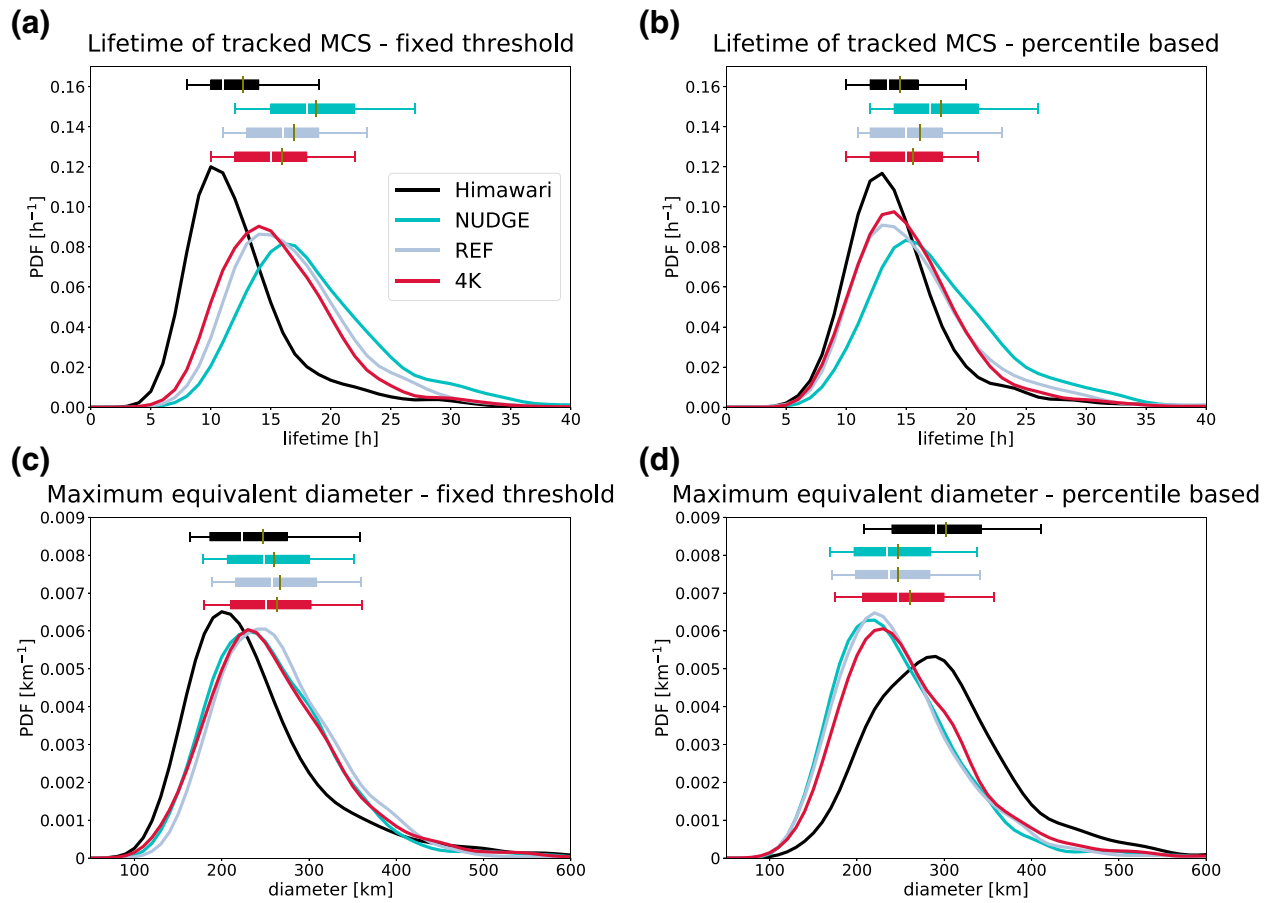 (a)
Lifetime of tracked MCS - fixed threshold
0.16
0.14
0.12
0.10
0.08
0.06
0.04
0.02
0.00
PDF [h⁻¹]
Himawari
NUDGE
REF
4K
0 5 10 15 20 25 30 35 40
lifetime [h]
(b)
Lifetime of tracked MCS - percentile based
0.16
0.14
0.12
0.10
0.08
0.06
0.04
0.02
0.00
PDF [h⁻¹]
0 5 10 15 20 25 30 35 40
lifetime [h]
(c)
Maximum equivalent diameter - fixed threshold
0.009
0.008
0.007
0.006
0.005
0.004
0.003
0.002
0.001
0
PDF [km⁻¹]
100 200 300 400 500 600
diameter [km]
(d)
Maximum equivalent diameter - percentile based
0.009
0.008
0.007
0.006
0.005
0.004
0.003
0.002
0.001
0
PDF [km⁻¹]
100 200 300 400 500 600
diameter [km]